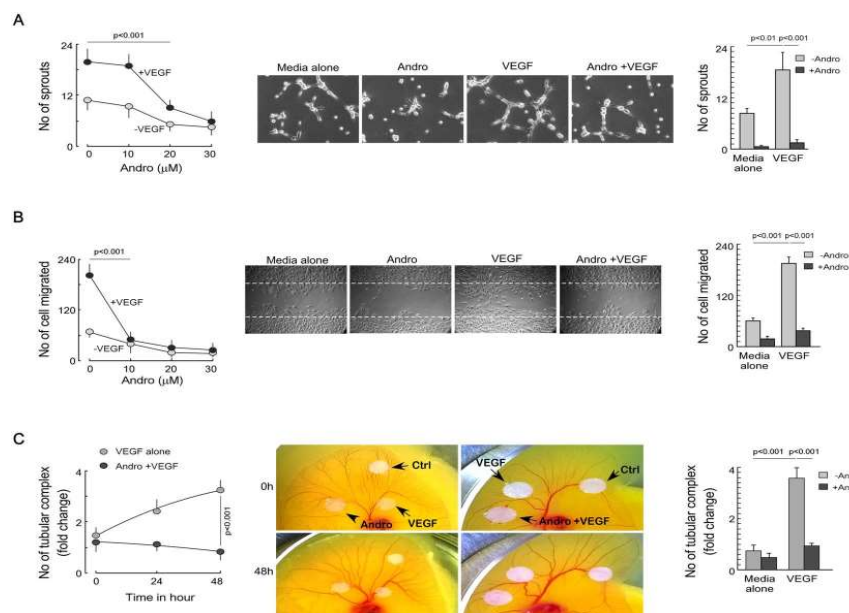 A
24
12
0
No of sprouts
p<0.001
+VEGF
-VEGF
0 10 20 30
Andro (μM)
Media alone Andro VEGF Andro +VEGF
24
12
0
No of sprouts
p<0.01 p<0.001
-Andro
+Andro
Media alone
VEGF
B
240
120
0
No of cell migrated
p<0.001
+VEGF
-VEGF
0 10 20 30
Andro (μM)
Media alone Andro VEGF Andro +VEGF
240
120
0
No of cell migrated
p<0.001 p<0.001
-Andro
+Andro
Media alone
VEGF
C
VEGF alone
Andro +VEGF
4
2
0
No of tubular complex
(fold change)
p<0.001
0 24 48
Time in hour
0h
48h
Ctrl
Andro
VEGF
VEGF
Ctrl
Andro +VEGF
4
2
0
No of tubular complex
(fold change)
p<0.001 p<0.001
-An
+An
Media alone
VEGF